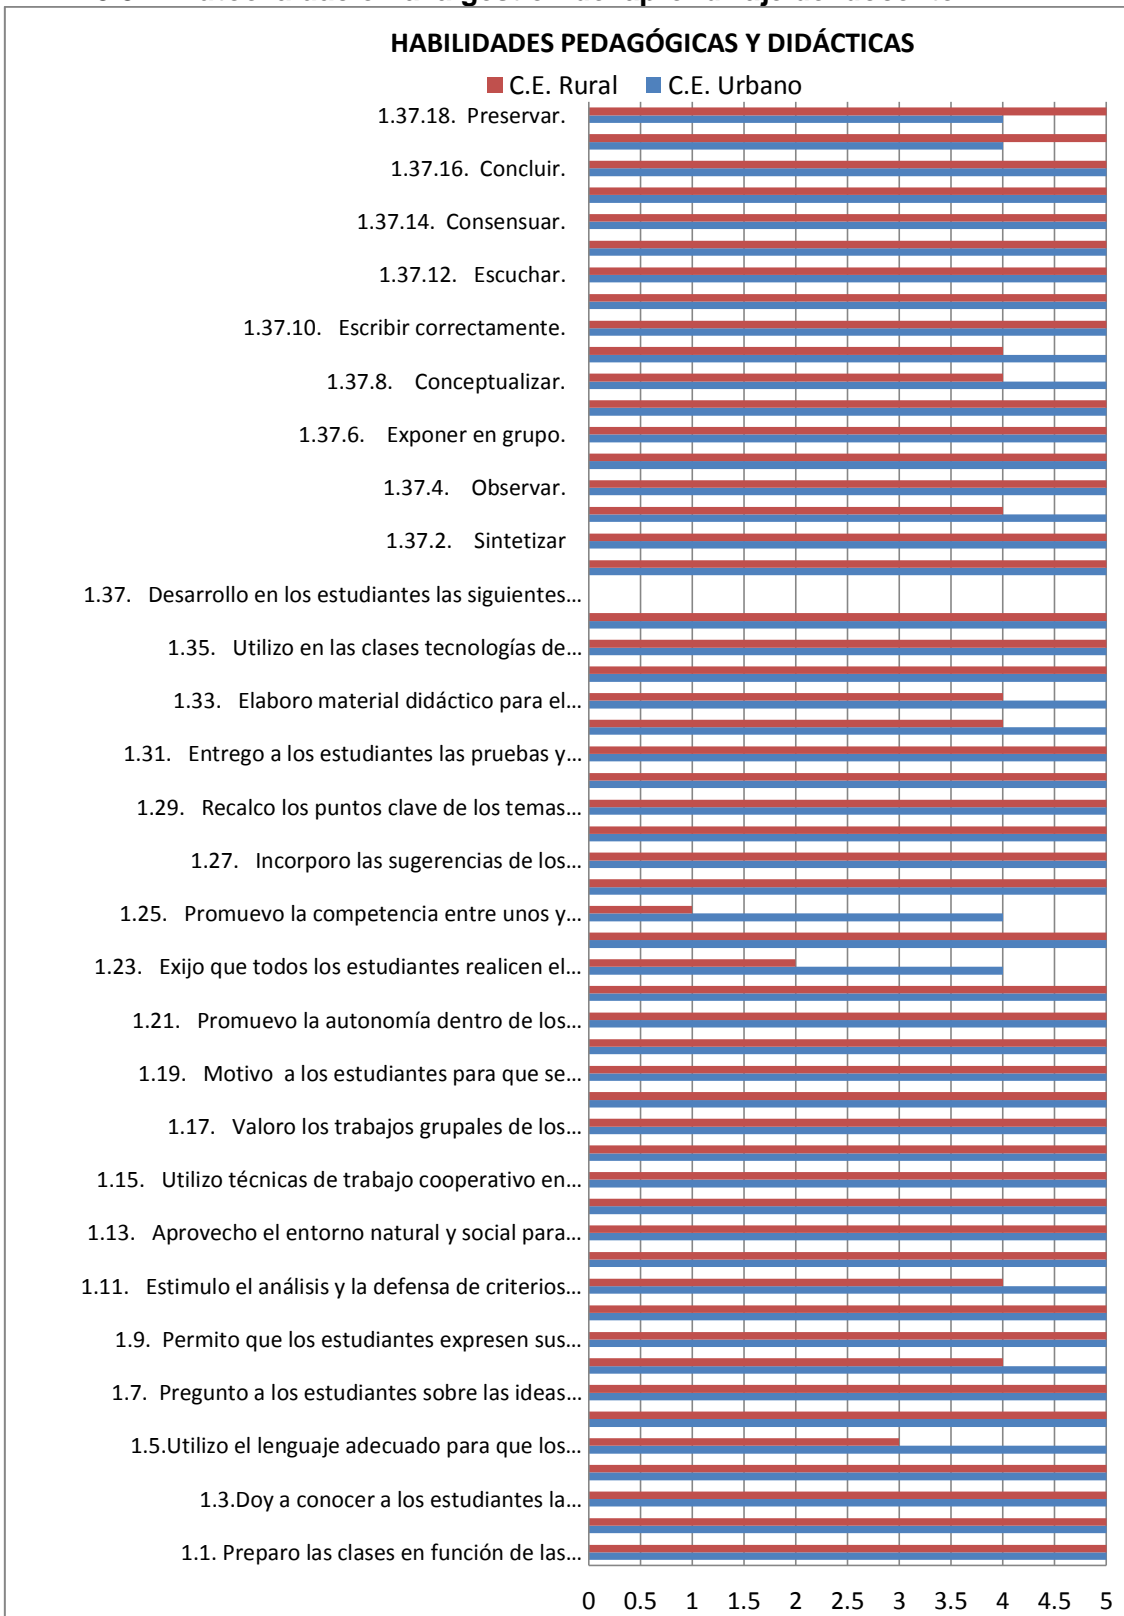 HABILIDADES PEDAGÓGICAS Y DIDÁCTICAS
C.E. Rural C.E. Urbano
1.37.18. Preservar.
1.37.16. Concluir.
1.37.14. Consensuar.
1.37.12. Escuchar.
1.37.10. Escribir correctamente.
1.37.8. Conceptualizar.
1.37.6. Exponer en grupo.
1.37.4. Observar.
1.37.2. Sintetizar
1.37. Desarrollo en los estudiantes las siguientes...
1.35. Utilizo en las clases tecnologías de...
1.33. Elaboro material didáctico para el...
1.31. Entrego a los estudiantes las pruebas y...
1.29. Recalco los puntos clave de los temas...
1.27. Incorporo las sugerencias de los...
1.25. Promuevo la competencia entre unos y...
1.23. Exijo que todos los estudiantes realicen el...
1.21. Promuevo la autonomía dentro de los...
1.19. Motivo a los estudiantes para que se...
1.17. Valoro los trabajos grupales de los...
1.15. Utilizo técnicas de trabajo cooperativo en...
1.13. Aprovecho el entorno natural y social para...
1.11. Estimulo el análisis y la defensa de criterios...
1.9. Permito que los estudiantes expresen sus...
1.7. Pregunto a los estudiantes sobre las ideas...
1.5.Utilizo el lenguaje adecuado para que los...
1.3.Doy a conocer a los estudiantes la...
1.1. Preparo las clases en función de las...
0 0.5 1 1.5 2 2.5 3 3.5 4 4.5 5